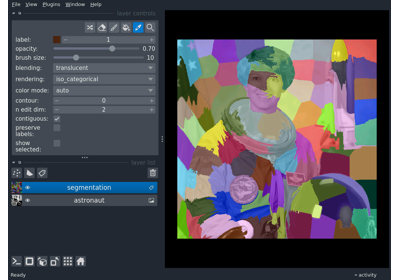 File View Plugins Window Help
layer controls
label: 1
opacity: 0.70
brush size: 10
blending: translucent
rendering: iso_categorical
color mode: auto
contour: 0
n edit dim: 2
contiguous:
preserve
labels:
show
selected:
layer list
segmentation
astronaut
Ready
activity